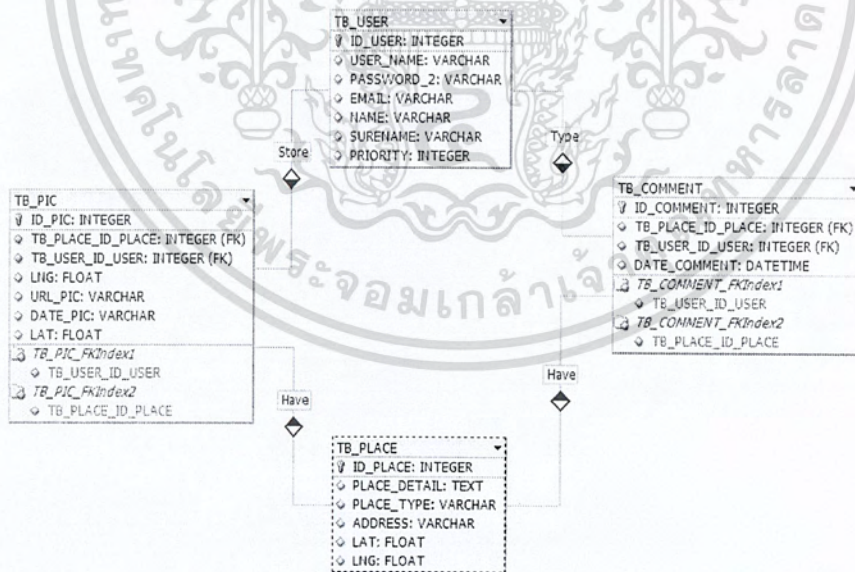 TB_USER
ID_USER: INTEGER
USER_NAME: VARCHAR
PASSWORD_2: VARCHAR
EMAIL: VARCHAR
NAME: VARCHAR
SURENAME: VARCHAR
PRIORITY: INTEGER
Store
Type
TB_PIC
ID_PIC: INTEGER
TB_PLACE_ID_PLACE: INTEGER (FK)
TB_USER_ID_USER: INTEGER (FK)
LNG: FLOAT
URL_PIC: VARCHAR
DATE_PIC: VARCHAR
LAT: FLOAT
TB_PIC_FKIndex1
TB_USER_ID_USER
TB_PIC_FKIndex2
TB_PLACE_ID_PLACE
TB_COMMENT
ID_COMMENT: INTEGER
TB_PLACE_ID_PLACE: INTEGER (FK)
TB_USER_ID_USER: INTEGER (FK)
DATE_COMMENT: DATETIME
TB_COMMENT_FKIndex1
TB_USER_ID_USER
TB_COMMENT_FKIndex2
TB_PLACE_ID_PLACE
Have
Have
TB_PLACE
ID_PLACE: INTEGER
PLACE_DETAIL: TEXT
PLACE_TYPE: VARCHAR
ADDRESS: VARCHAR
LAT: FLOAT
LNG: FLOAT